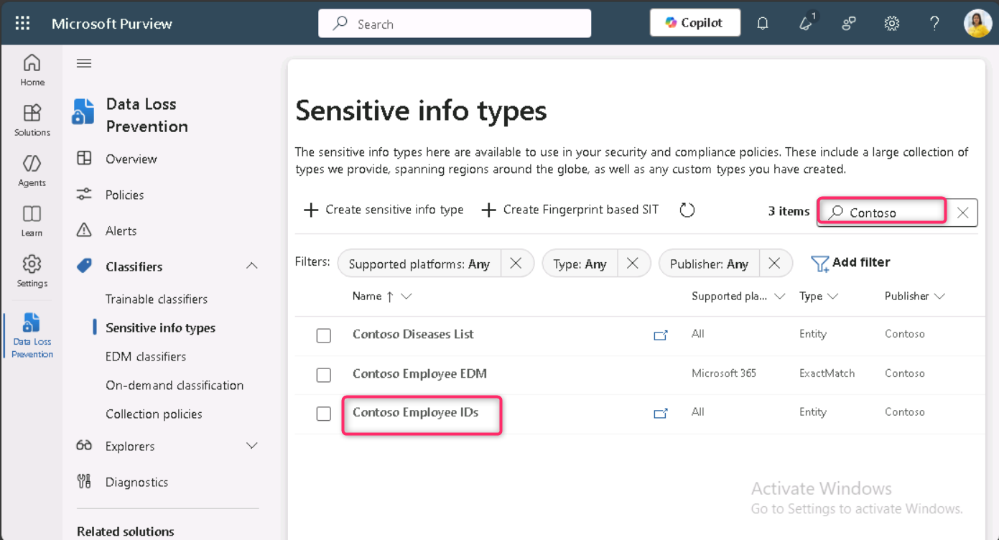 Microsoft Purview
Search
Copilot
1
?
Home
Solutions
Agents
Learn
Settings
Data Loss
Prevention
Data Loss
Prevention
Overview
Policies
Alerts
Classifiers
Trainable classifiers
Sensitive info types
EDM classifiers
On-demand classification
Collection policies
Explorers
Diagnostics
Related solutions
Sensitive info types
The sensitive info types here are available to use in your security and compliance policies. These include a large collection of
types we provide, spanning regions around the globe, as well as any custom types you have created.
Create sensitive info type Create Fingerprint based SIT 3 items Contoso
Filters: Supported platforms: Any Type: Any Publisher: Any Add filter
Name Supported pla... Type Publisher
Contoso Diseases List All Entity Contoso
Contoso Employee EDM Microsoft 365 ExactMatch Contoso
Contoso Employee IDs All Entity Contoso
Activate Windows
Go to Settings to activate Windows.